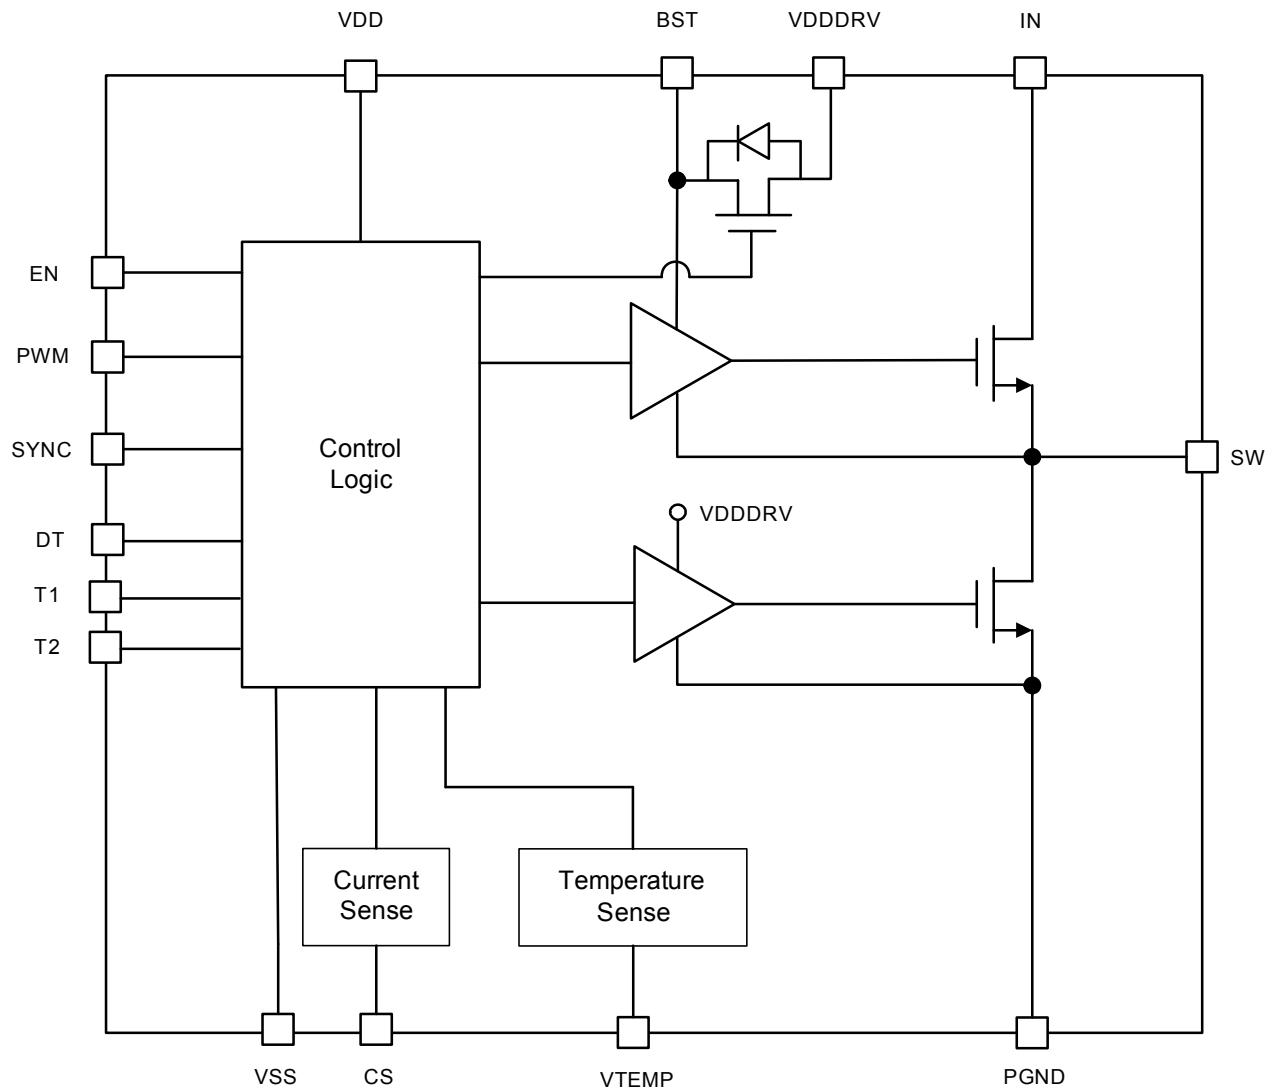 VDD
BST
VDDDRV
IN
EN
PWM
SYNC
DT
T1
T2
Control
Logic
SW
VDDDRV
Current
Sense
Temperature
Sense
VSS
CS
VTEMP
PGND